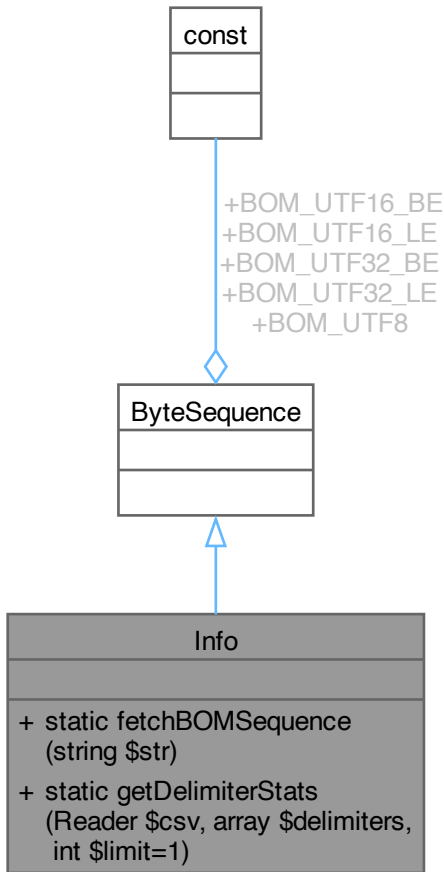 const
+BOM_UTF16_BE
+BOM_UTF16_LE
+BOM_UTF32_BE
+BOM_UTF32_LE
+BOM_UTF8
ByteSequence
Info
+ static fetchBOMSequence
(string $str)
+ static getDelimiterStats
(Reader $csv, array $delimiters,
int $limit=1)